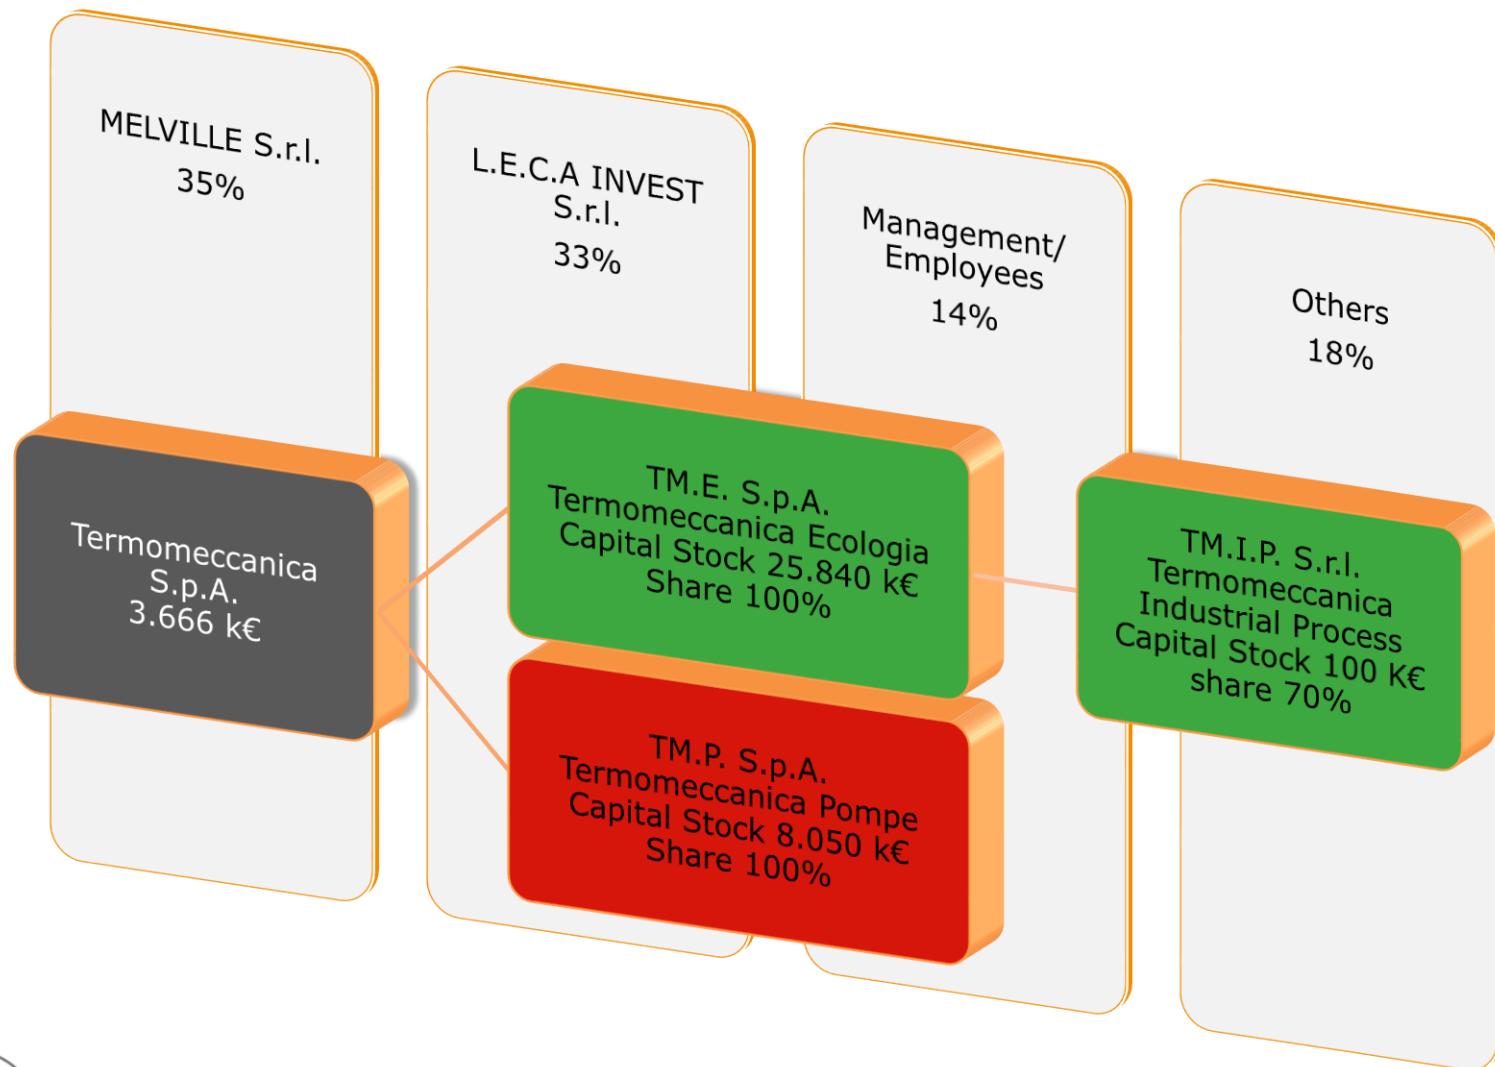 MELVILLE S.r.l.
35%
L.E.C.A INVEST
S.r.l.
33%
Management/
Employees
14%
Others
18%
Termomeccanica
S.p.A.
3.666 k€
TM.E. S.p.A.
Termomeccanica Ecologia
Capital Stock 25.840 k€
Share 100%
TM.P. S.p.A.
Termomeccanica Pompe
Capital Stock 8.050 k€
Share 100%
TM.I.P. S.r.l.
Termomeccanica
Industrial Process
Capital Stock 100 K€
share 70%